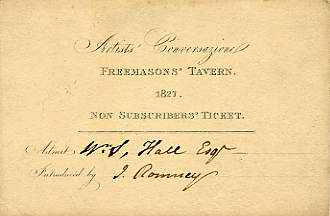 Artists' Conversazione
FREEMASONS' TAVERN.
1827.
NON SUBSCRIBERS' TICKET.
Admit W. S. Hall Esqr
Introduced by J. Romney